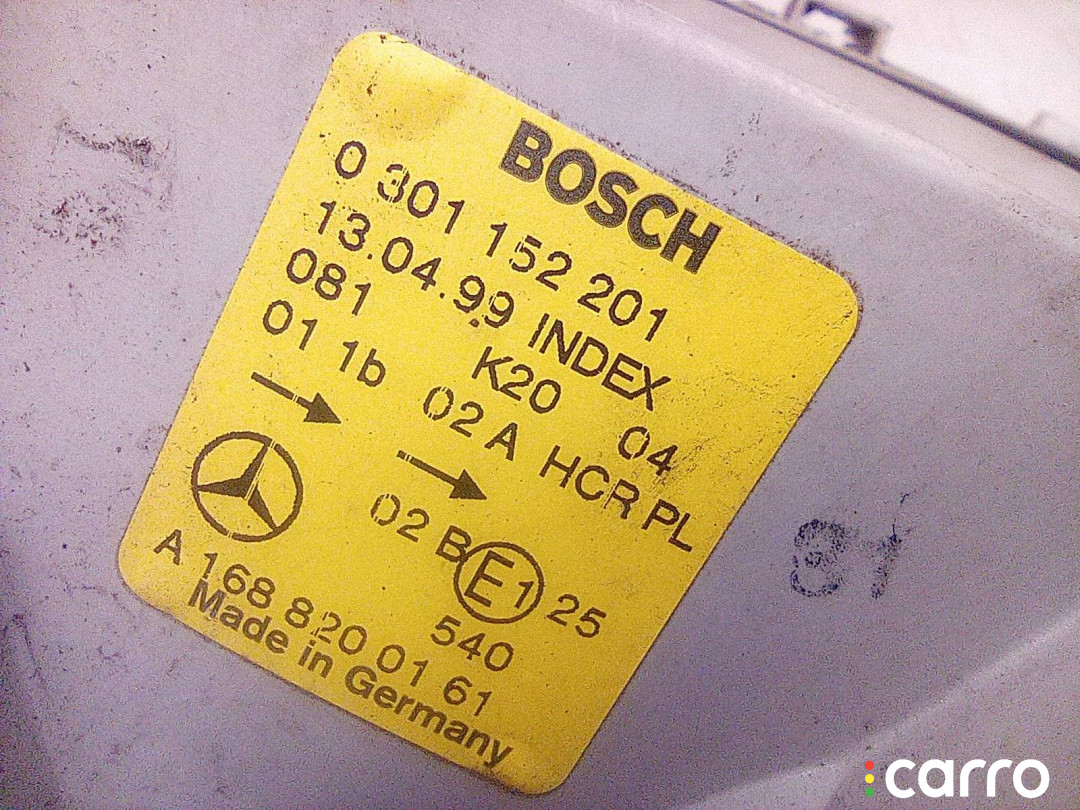 BOSCH
0 301 152 201
13.04.99 INDEX
081 K20 04
01 1b 02 A HCR PL
02 B E1 25
540
A 168 820 01 61
Made in Germany
31
carro